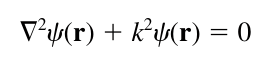 ∇²ψ(r) + k²ψ(r) = 0